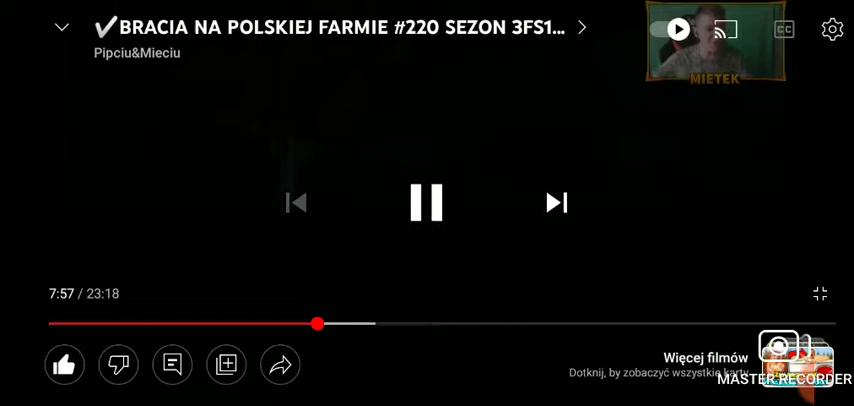 ✔BRACIA NA POLSKIEJ FARMIE #220 SEZON 3FS1...
Pipciu&Mieciu
CC
MIETEK
7:57 / 23:18
Więcej filmów
Dotknij, by zobaczyć wszystkie karty
MASTER RECORDER